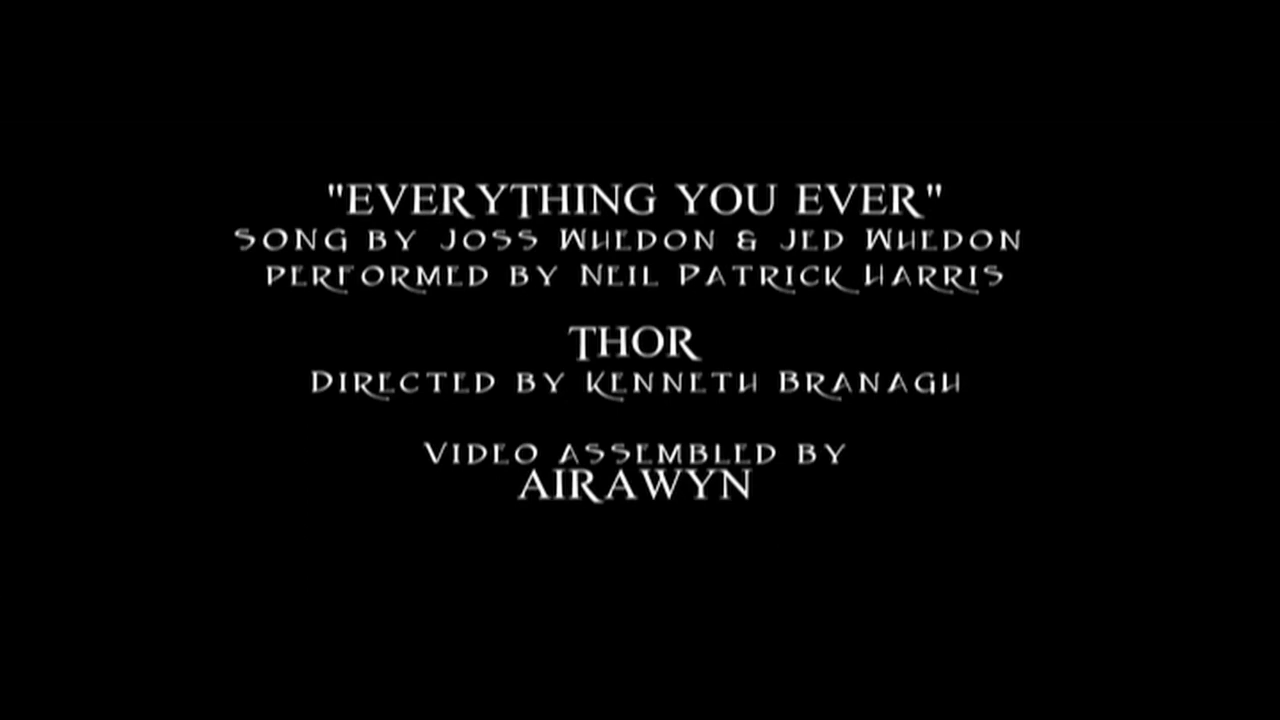 "EVERYTHING YOU EVER"
SONG BY JOSS WHEDON & JED WHEDON
PERFORMED BY NEIL PATRICK HARRIS
THOR
DIRECTED BY KENNETH BRANAGH
VIDEO ASSEMBLED BY
AIRAWYN